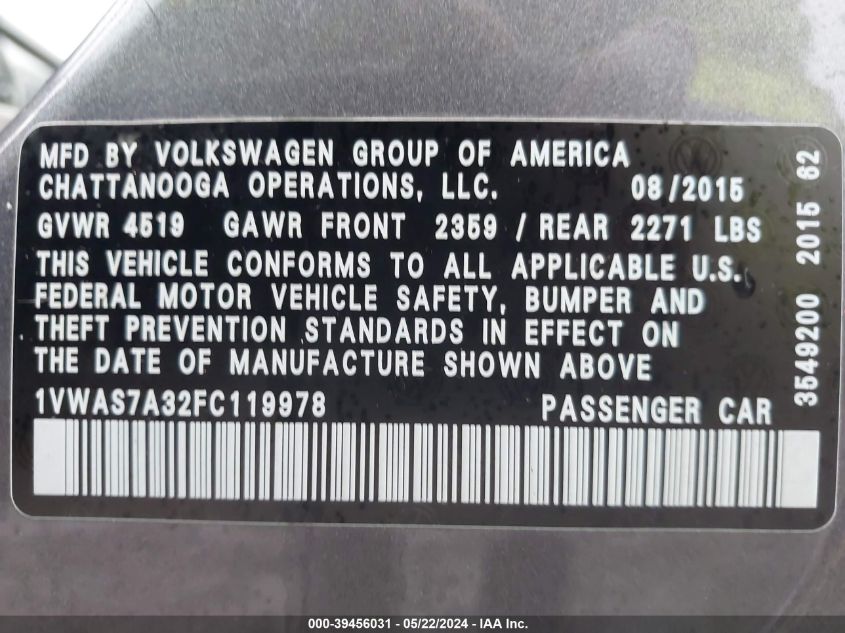 MFD BY VOLKSWAGEN GROUP OF AMERICA
CHATTANOOGA OPERATIONS, LLC. 08/2015
GVWR 4519 GAWR FRONT 2359 / REAR 2271 LBS
THIS VEHICLE CONFORMS TO ALL APPLICABLE U.S.
FEDERAL MOTOR VEHICLE SAFETY, BUMPER AND
THEFT PREVENTION STANDARDS IN EFFECT ON
THE DATE OF MANUFACTURE SHOWN ABOVE
1VWAS7A32FC119978 PASSENGER CAR
3549200 2015 62
000-39456031 - 05/22/2024 - IAA Inc.